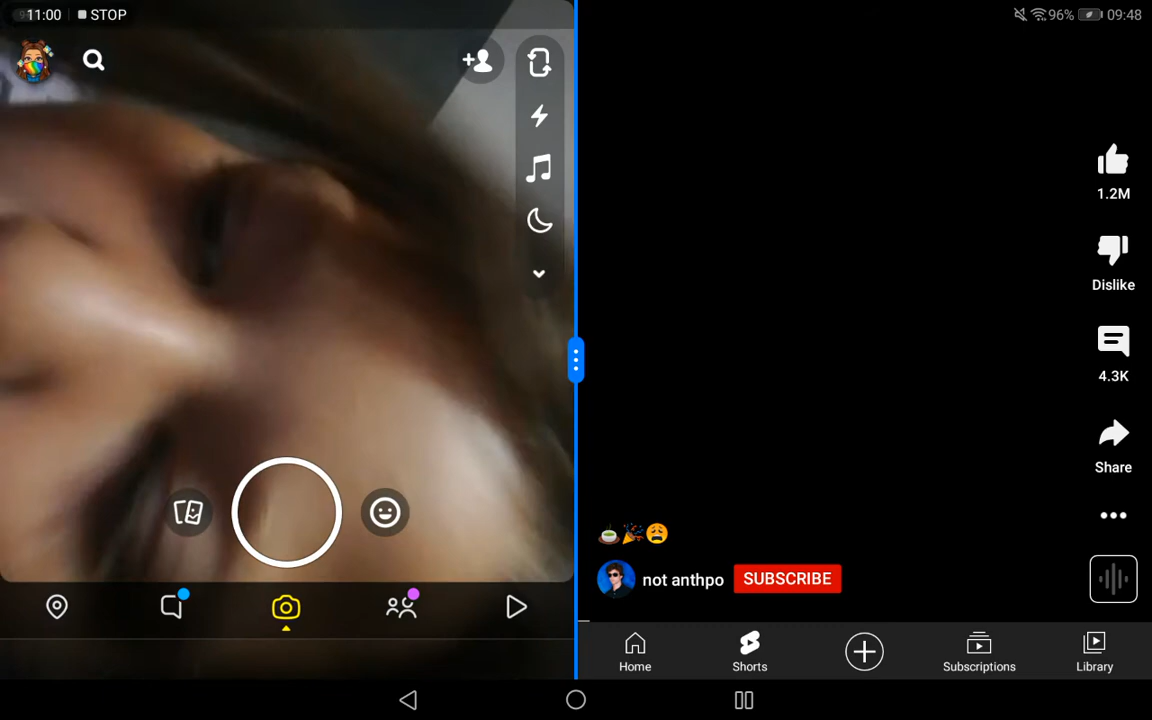 11:00 STOP
96% 09:48
1.2M
Dislike
4.3K
Share
not anthpo SUBSCRIBE
Home Shorts Subscriptions Library